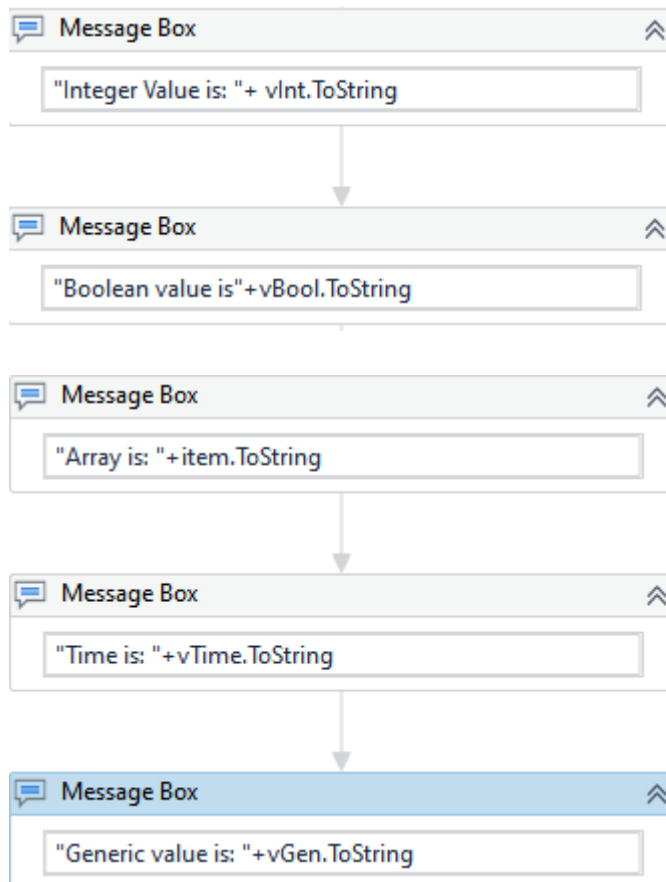 Message Box
"Integer Value is: "+ vInt.ToString
Message Box
"Boolean value is"+vBool.ToString
Message Box
"Array is: "+item.ToString
Message Box
"Time is: "+vTime.ToString
Message Box
"Generic value is: "+vGen.ToString